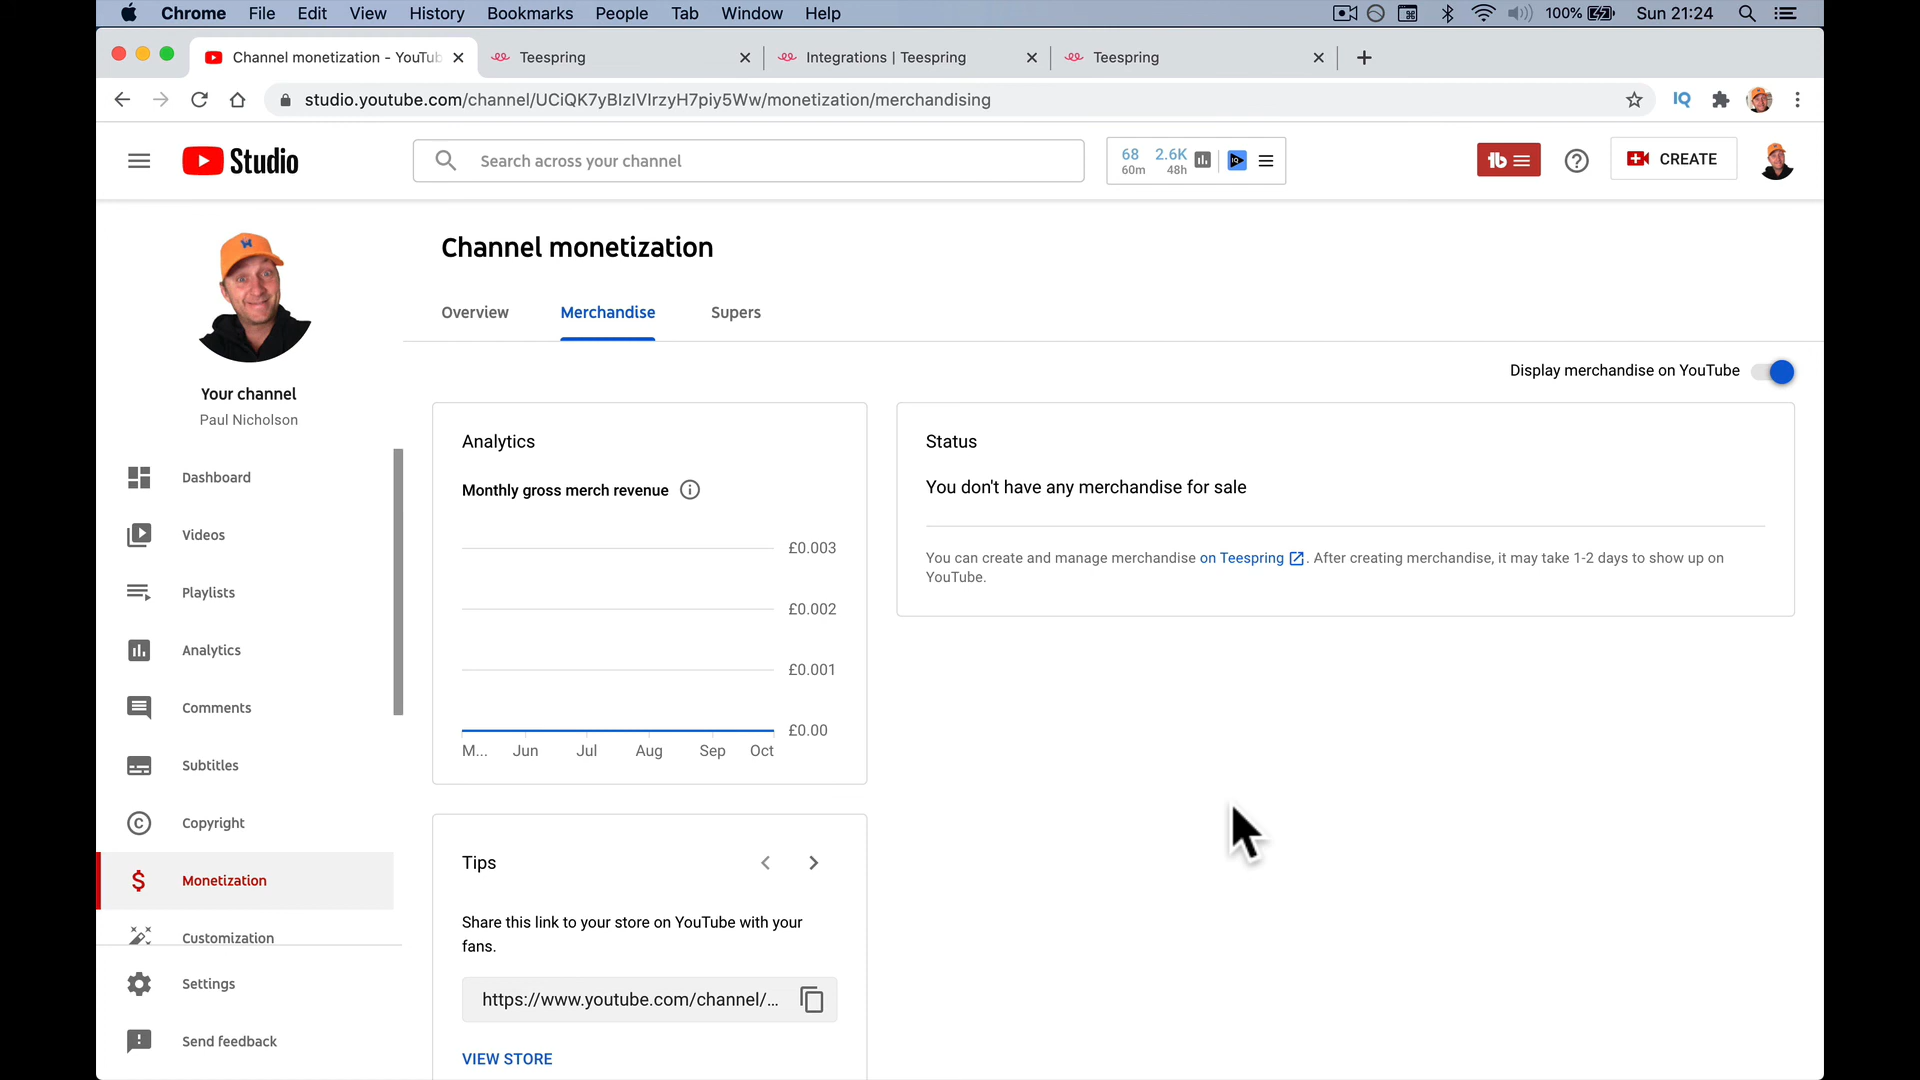 Chrome File Edit View History Bookmarks People Tab Window Help 100% Sun 21:24
Channel monetization - YouTub Teespring Integrations | Teespring Teespring
studio.youtube.com/channel/UCiQK7yBIzIVIrzyH7piy5Ww/monetization/merchandising IQ
Studio Search across your channel 68 60m 2.6K 48h CREATE
Channel monetization
Overview Merchandise Supers
Display merchandise on YouTube
Your channel
Paul Nicholson
Dashboard
Videos
Playlists
Analytics
Comments
Subtitles
Copyright
Monetization
Customization
Settings
Send feedback
Analytics
Monthly gross merch revenue
£0.003
£0.002
£0.001
£0.00
M... Jun Jul Aug Sep Oct
Status
You don't have any merchandise for sale
You can create and manage merchandise on Teespring . After creating merchandise, it may take 1-2 days to show up on
YouTube.
Tips
Share this link to your store on YouTube with your
fans.
https://www.youtube.com/channel/...
VIEW STORE